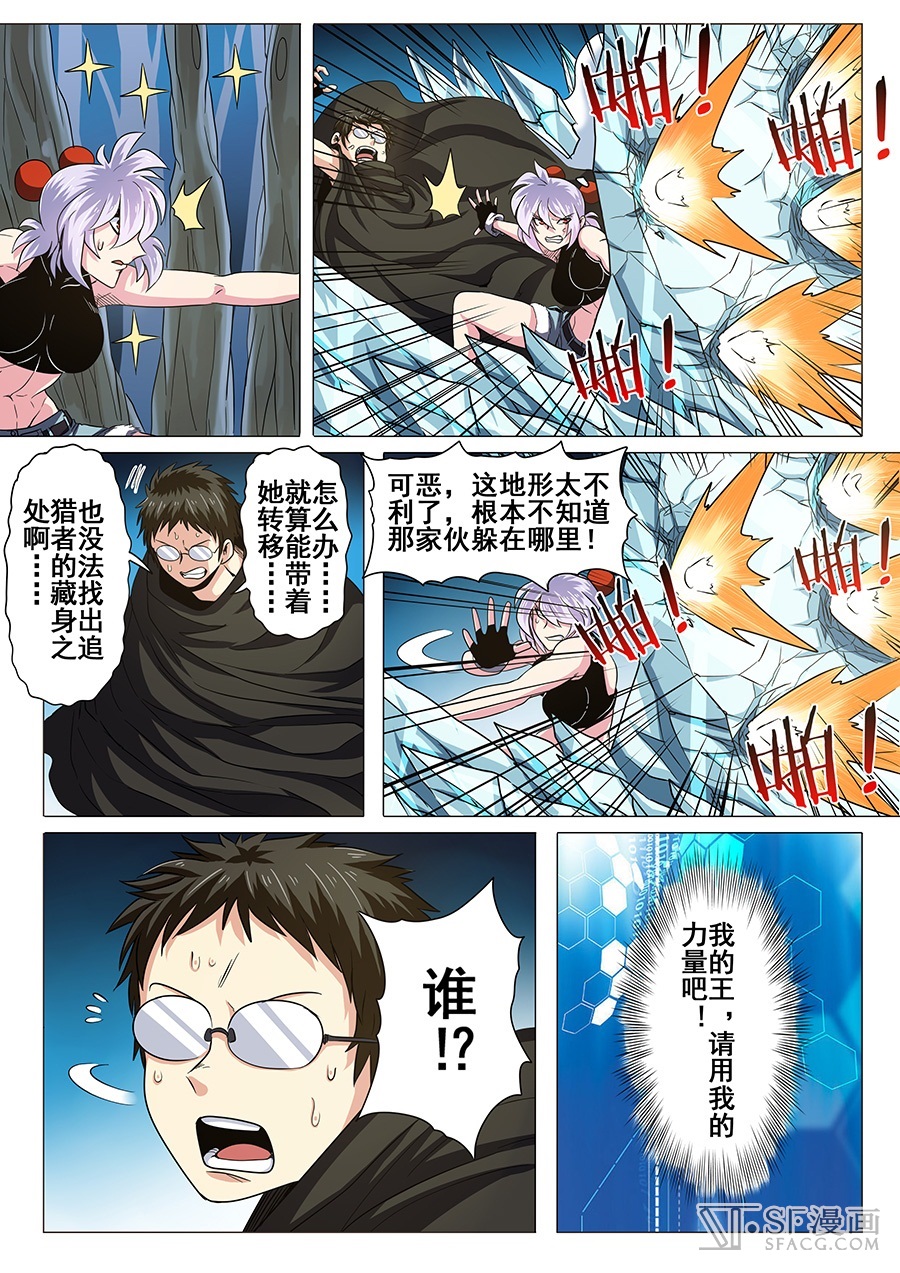 啪！
啪！
啪！
可恶，这地形太不
利了，根本不知道
那家伙躲在哪里！
啪！
啪！
啪！
怎么办……
就算能带着
她转移……
也没法找出追
猎者的藏身之
处啊……
我的王，请用我的
力量吧！
谁!?
SF漫画
SFACG.COM